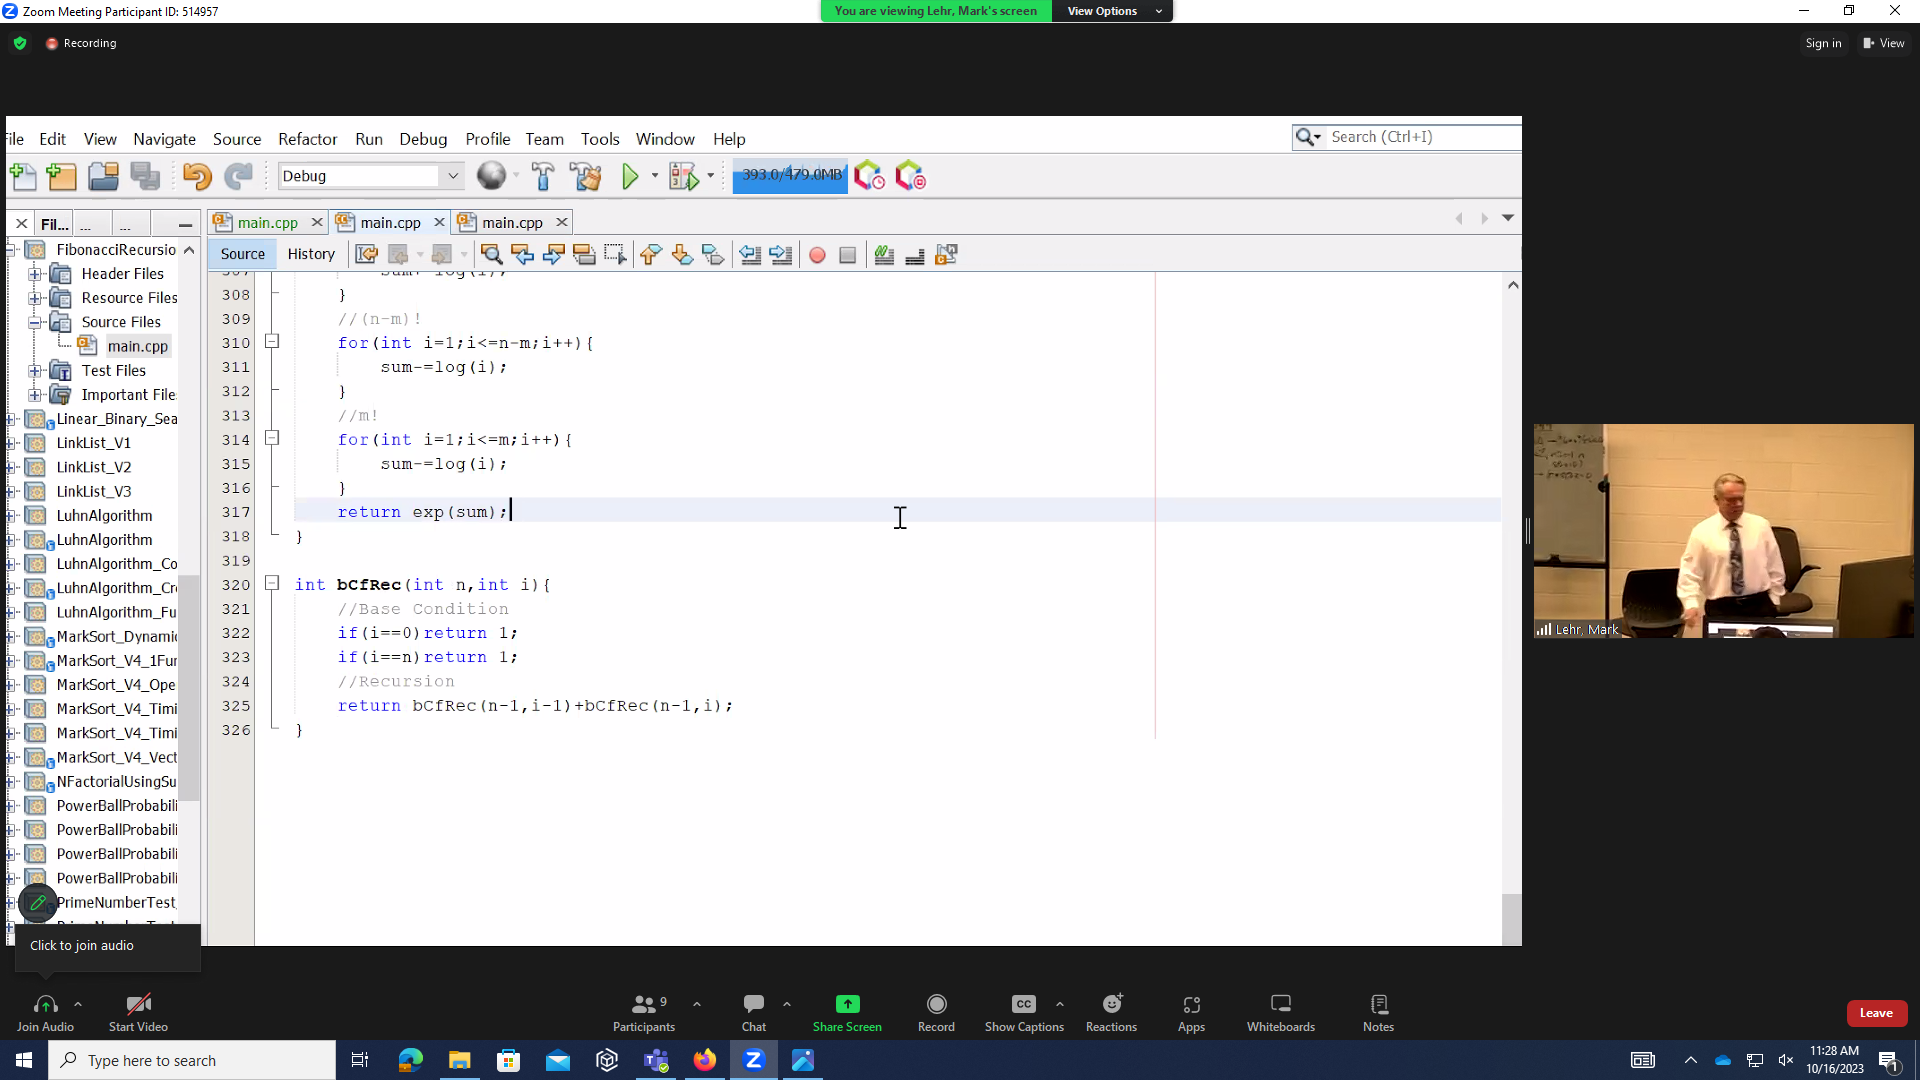 Zoom Meeting Participant ID: 514957
You are viewing Lehr, Mark's screen
View Options
Recording
Sign in
View
ile Edit View Navigate Source Refactor Run Debug Profile Team Tools Window Help
Search (Ctrl+I)
Debug
393.0/479.0MB
Fil...
...
...
main.cpp
main.cpp
main.cpp
Source
History
FibonacciRecursio
Header Files
Resource Files
Source Files
main.cpp
Test Files
Important File
Linear_Binary_Sea
LinkList_V1
LinkList_V2
LinkList_V3
LuhnAlgorithm
LuhnAlgorithm
LuhnAlgorithm_Co
LuhnAlgorithm_Cr
LuhnAlgorithm_Fu
MarkSort_Dynamic
MarkSort_V4_1Fur
MarkSort_V4_Ope
MarkSort_V4_Timi
MarkSort_V4_Timi
MarkSort_V4_Vect
NFactorialUsingSu
PowerBallProbabili
PowerBallProbabili
PowerBallProbabili
PowerBallProbabili
PrimeNumberTest_
307 sum+=log(i);
308 }
309 //(n-m)!
310 for(int i=1;i<=n-m;i++){
311 sum-=log(i);
312 }
313 //m!
314 for(int i=1;i<=m;i++){
315 sum-=log(i);
316 }
317 return exp(sum);
318 }
319
320 int bCfRec(int n,int i){
321 //Base Condition
322 if(i==0)return 1;
323 if(i==n)return 1;
324 //Recursion
325 return bCfRec(n-1,i-1)+bCfRec(n-1,i);
326 }
Lehr, Mark
Click to join audio
Join Audio
Start Video
9
Participants
Chat
Share Screen
Record
CC
Show Captions
Reactions
Apps
Whiteboards
Notes
Leave
Type here to search
11:28 AM
10/16/2023
1